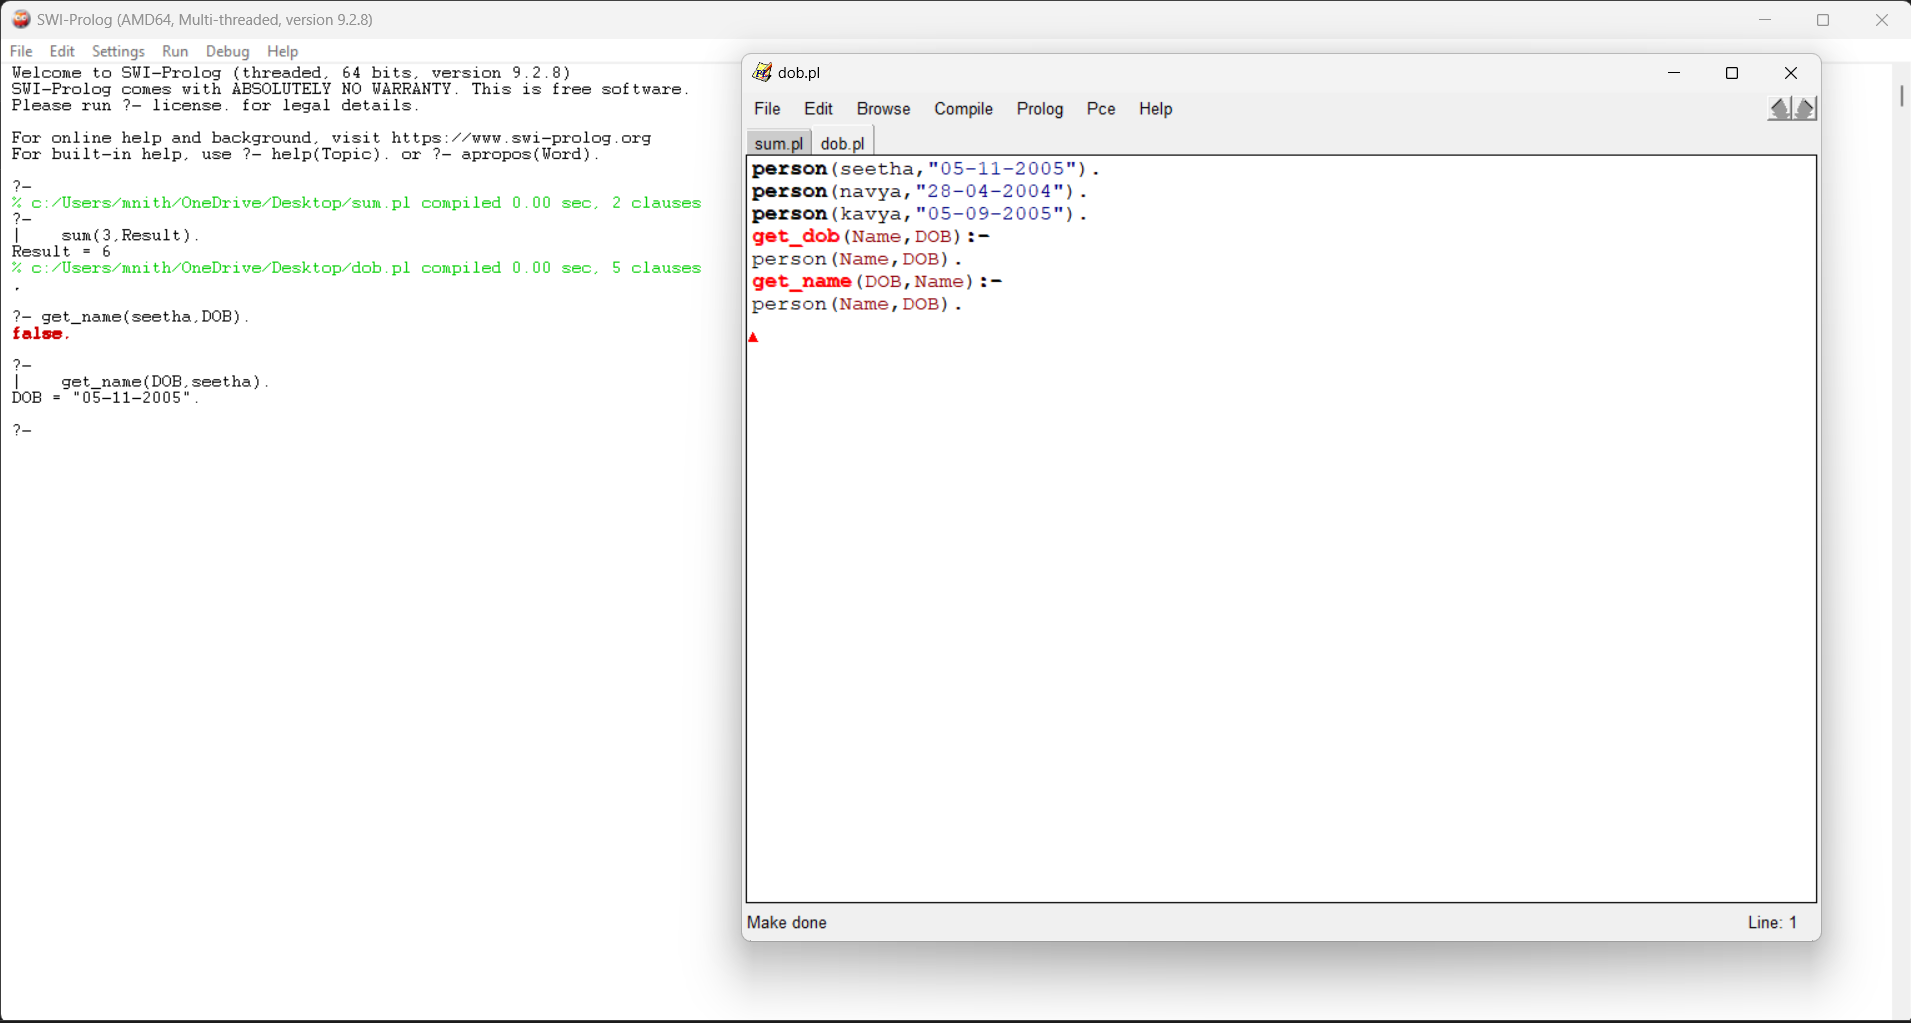 SWI-Prolog (AMD64, Multi-threaded, version 9.2.8)
File Edit Settings Run Debug Help
Welcome to SWI-Prolog (threaded, 64 bits, version 9.2.8)
SWI-Prolog comes with ABSOLUTELY NO WARRANTY. This is free software.
Please run ?- license. for legal details.
For online help and background, visit https://www.swi-prolog.org
For built-in help, use ?- help(Topic). or ?- apropos(Word).
?-
% c:/Users/mnith/OneDrive/Desktop/sum.pl compiled 0.00 sec, 2 clauses
?-
|    sum(3,Result).
Result = 6
% c:/Users/mnith/OneDrive/Desktop/dob.pl compiled 0.00 sec, 5 clauses
.
?- get_name(seetha,DOB).
false.
?-
|    get_name(DOB,seetha).
DOB = "05-11-2005".
?-
dob.pl
File Edit Browse Compile Prolog Pce Help
sum.pl dob.pl
person(seetha,"05-11-2005").
person(navya,"28-04-2004").
person(kavya,"05-09-2005").
get_dob(Name,DOB):-
person(Name,DOB).
get_name(DOB,Name):-
person(Name,DOB).
Make done
Line: 1